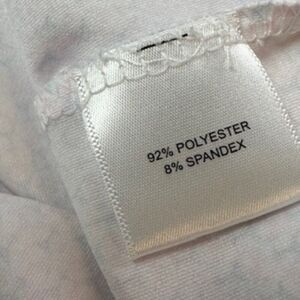 92% POLYESTER
8% SPANDEX